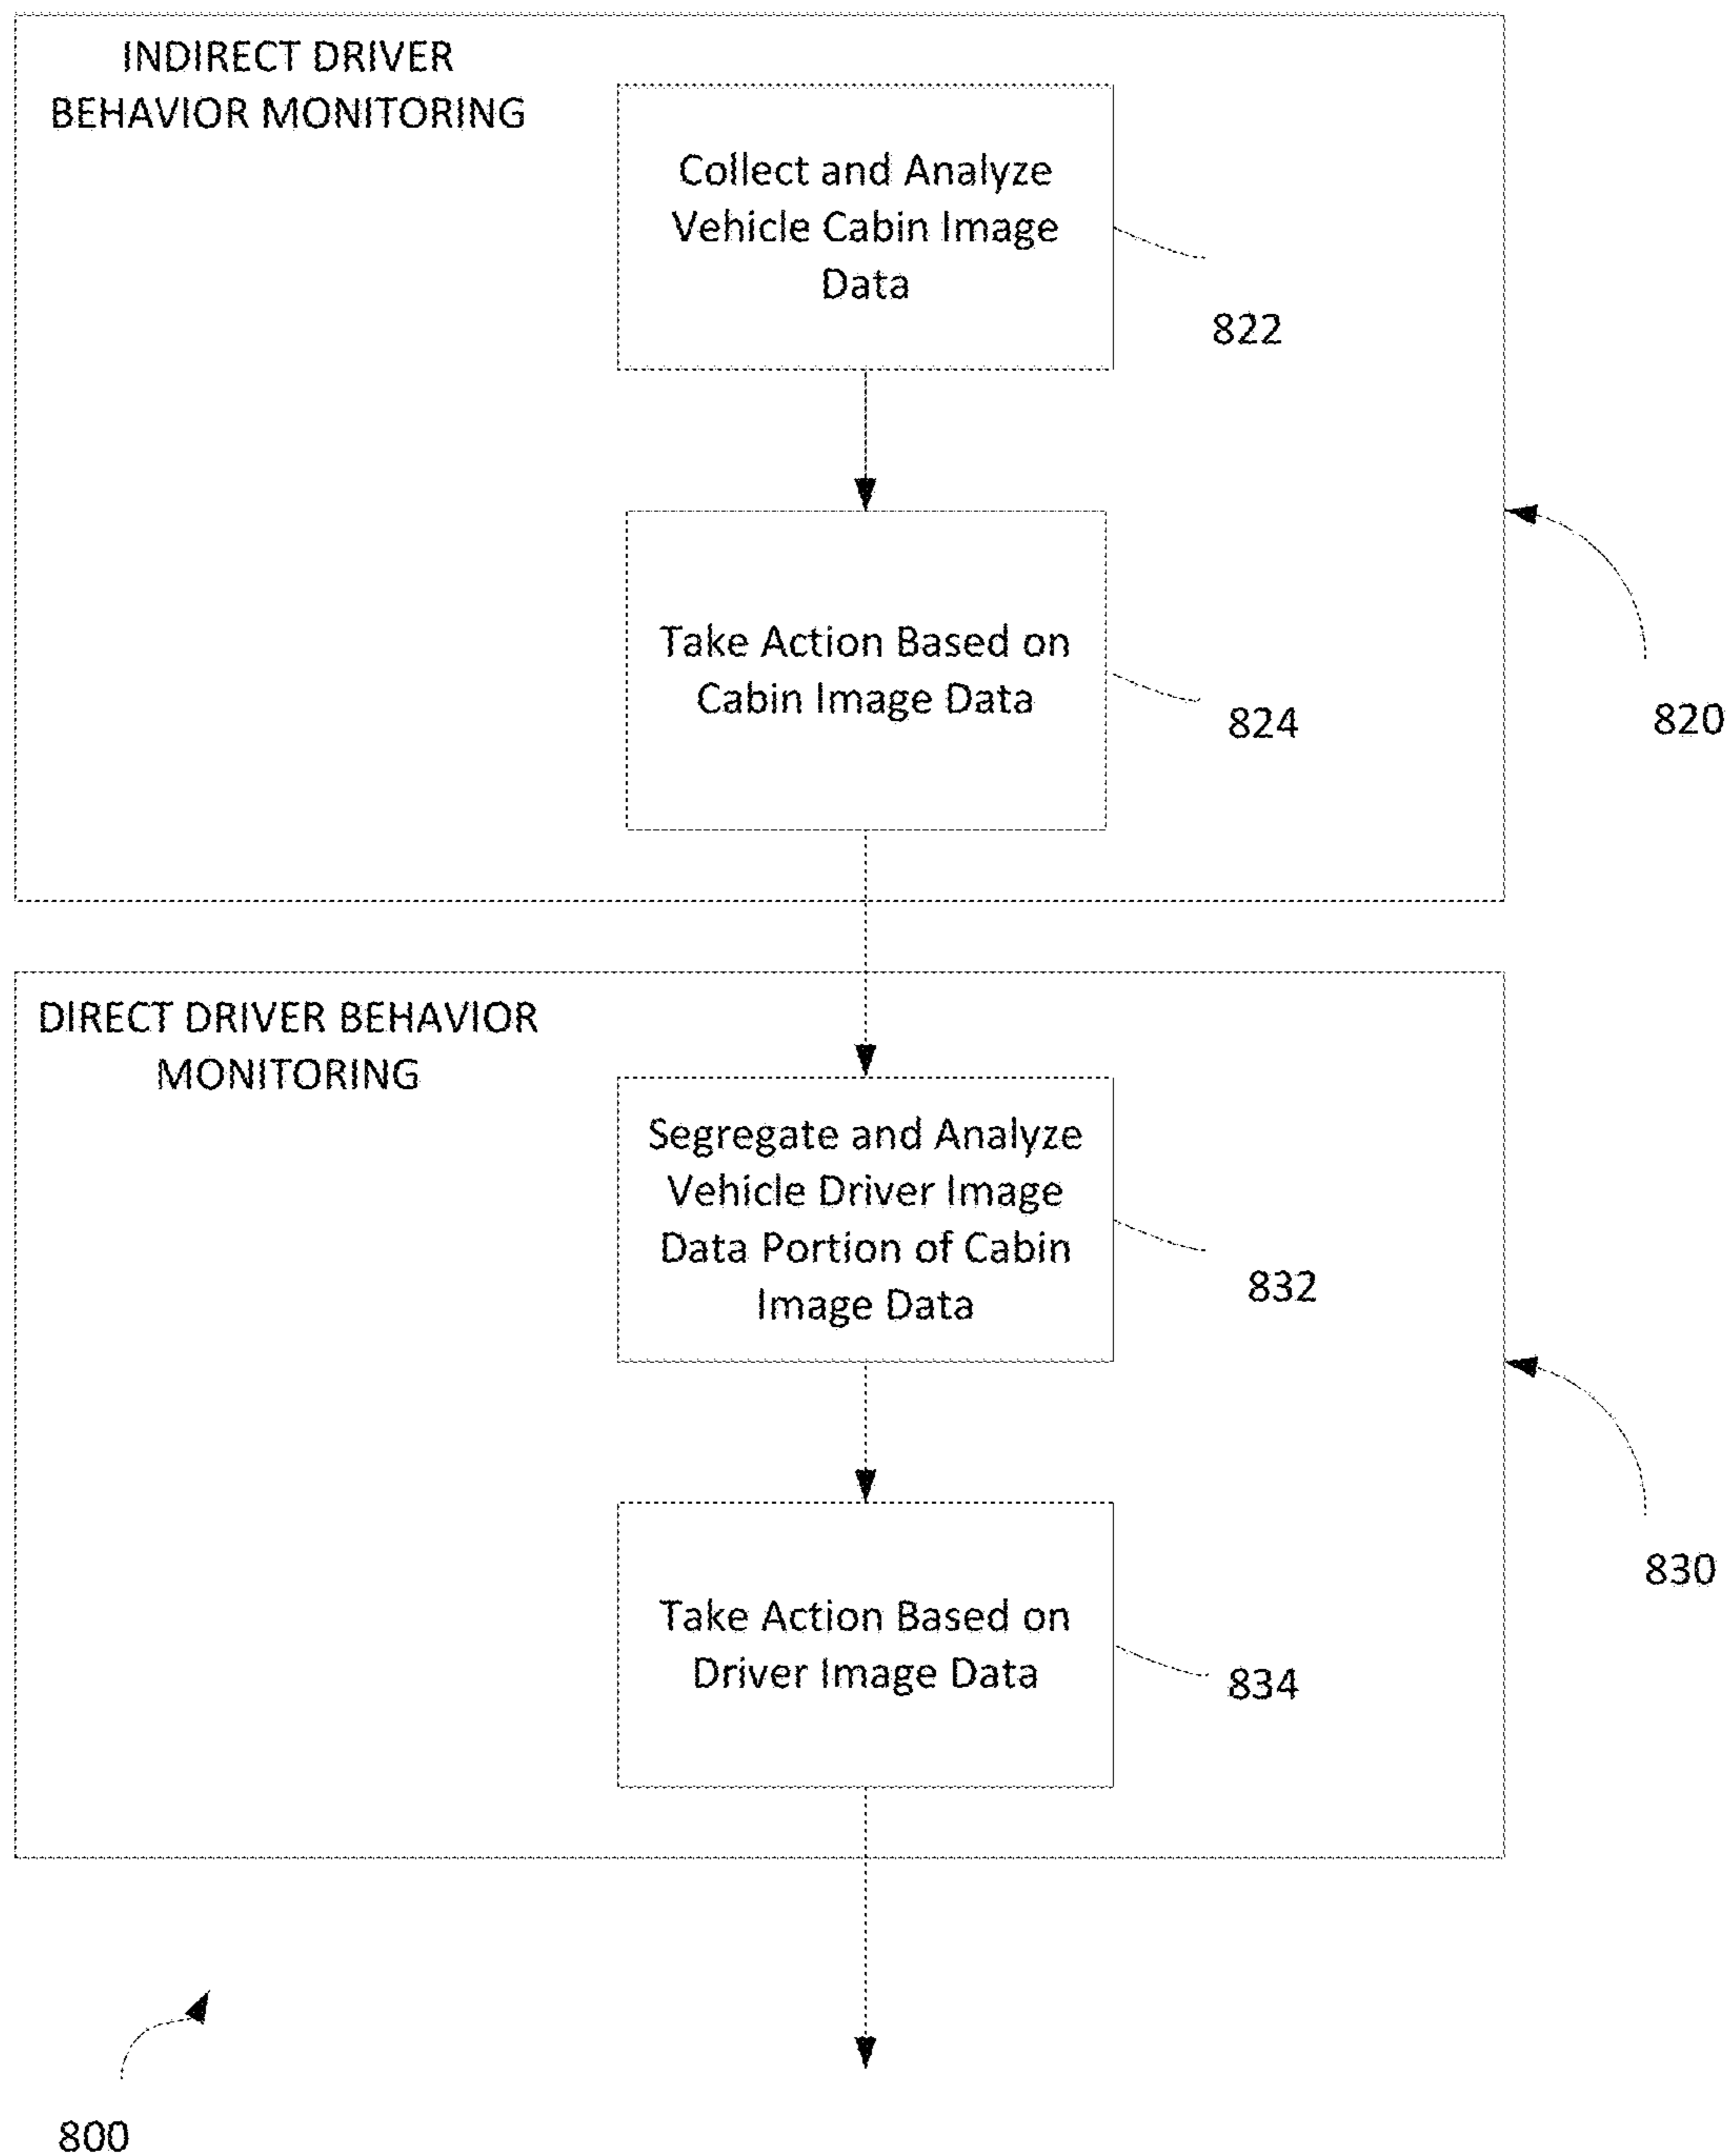 INDIRECT DRIVER
BEHAVIOR MONITORING
Collect and Analyze
Vehicle Cabin Image
Data
822
Take Action Based on
Cabin Image Data
824
820
DIRECT DRIVER BEHAVIOR
MONITORING
Segregate and Analyze
Vehicle Driver Image
Data Portion of Cabin
Image Data
832
830
Take Action Based on
Driver Image Data
834
800